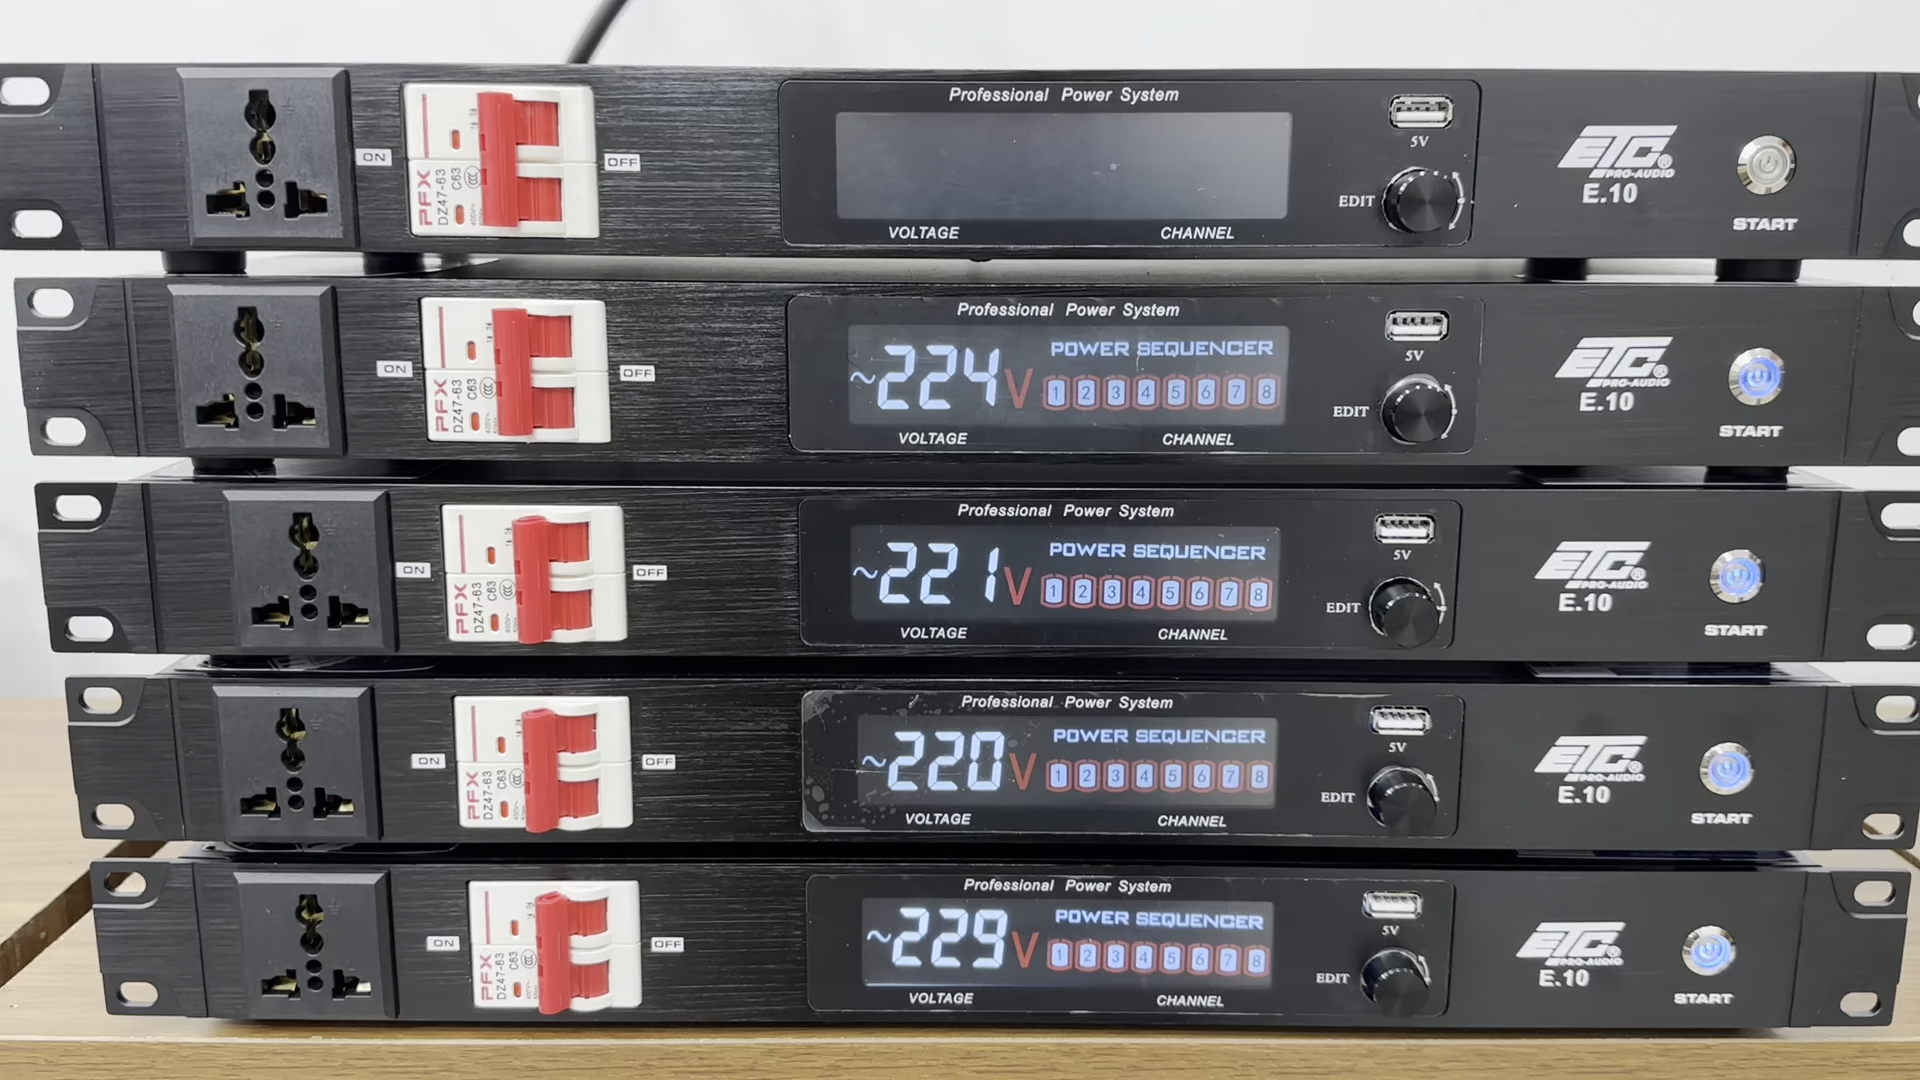 Professional Power System
5V
ON
OFF
PFX
DZ47-63
C63
EDIT
ETC®
PRO-AUDIO
E.10
VOLTAGE
CHANNEL
START
Professional Power System
~224V
POWER SEQUENCER
1 2 3 4 5 6 7 8
5V
ON
OFF
PFX
DZ47-63
C63
EDIT
ETC®
PRO-AUDIO
E.10
VOLTAGE
CHANNEL
START
Professional Power System
~221V
POWER SEQUENCER
1 2 3 4 5 6 7 8
5V
ON
OFF
PFX
DZ47-63
C63
EDIT
ETC®
PRO-AUDIO
E.10
VOLTAGE
CHANNEL
START
Professional Power System
~220V
POWER SEQUENCER
1 2 3 4 5 6 7 8
5V
ON
OFF
PFX
DZ47-63
C63
EDIT
ETC®
PRO-AUDIO
E.10
VOLTAGE
CHANNEL
START
Professional Power System
~229V
POWER SEQUENCER
1 2 3 4 5 6 7 8
5V
ON
OFF
PFX
DZ47-63
C63
EDIT
ETC®
PRO-AUDIO
E.10
VOLTAGE
CHANNEL
START